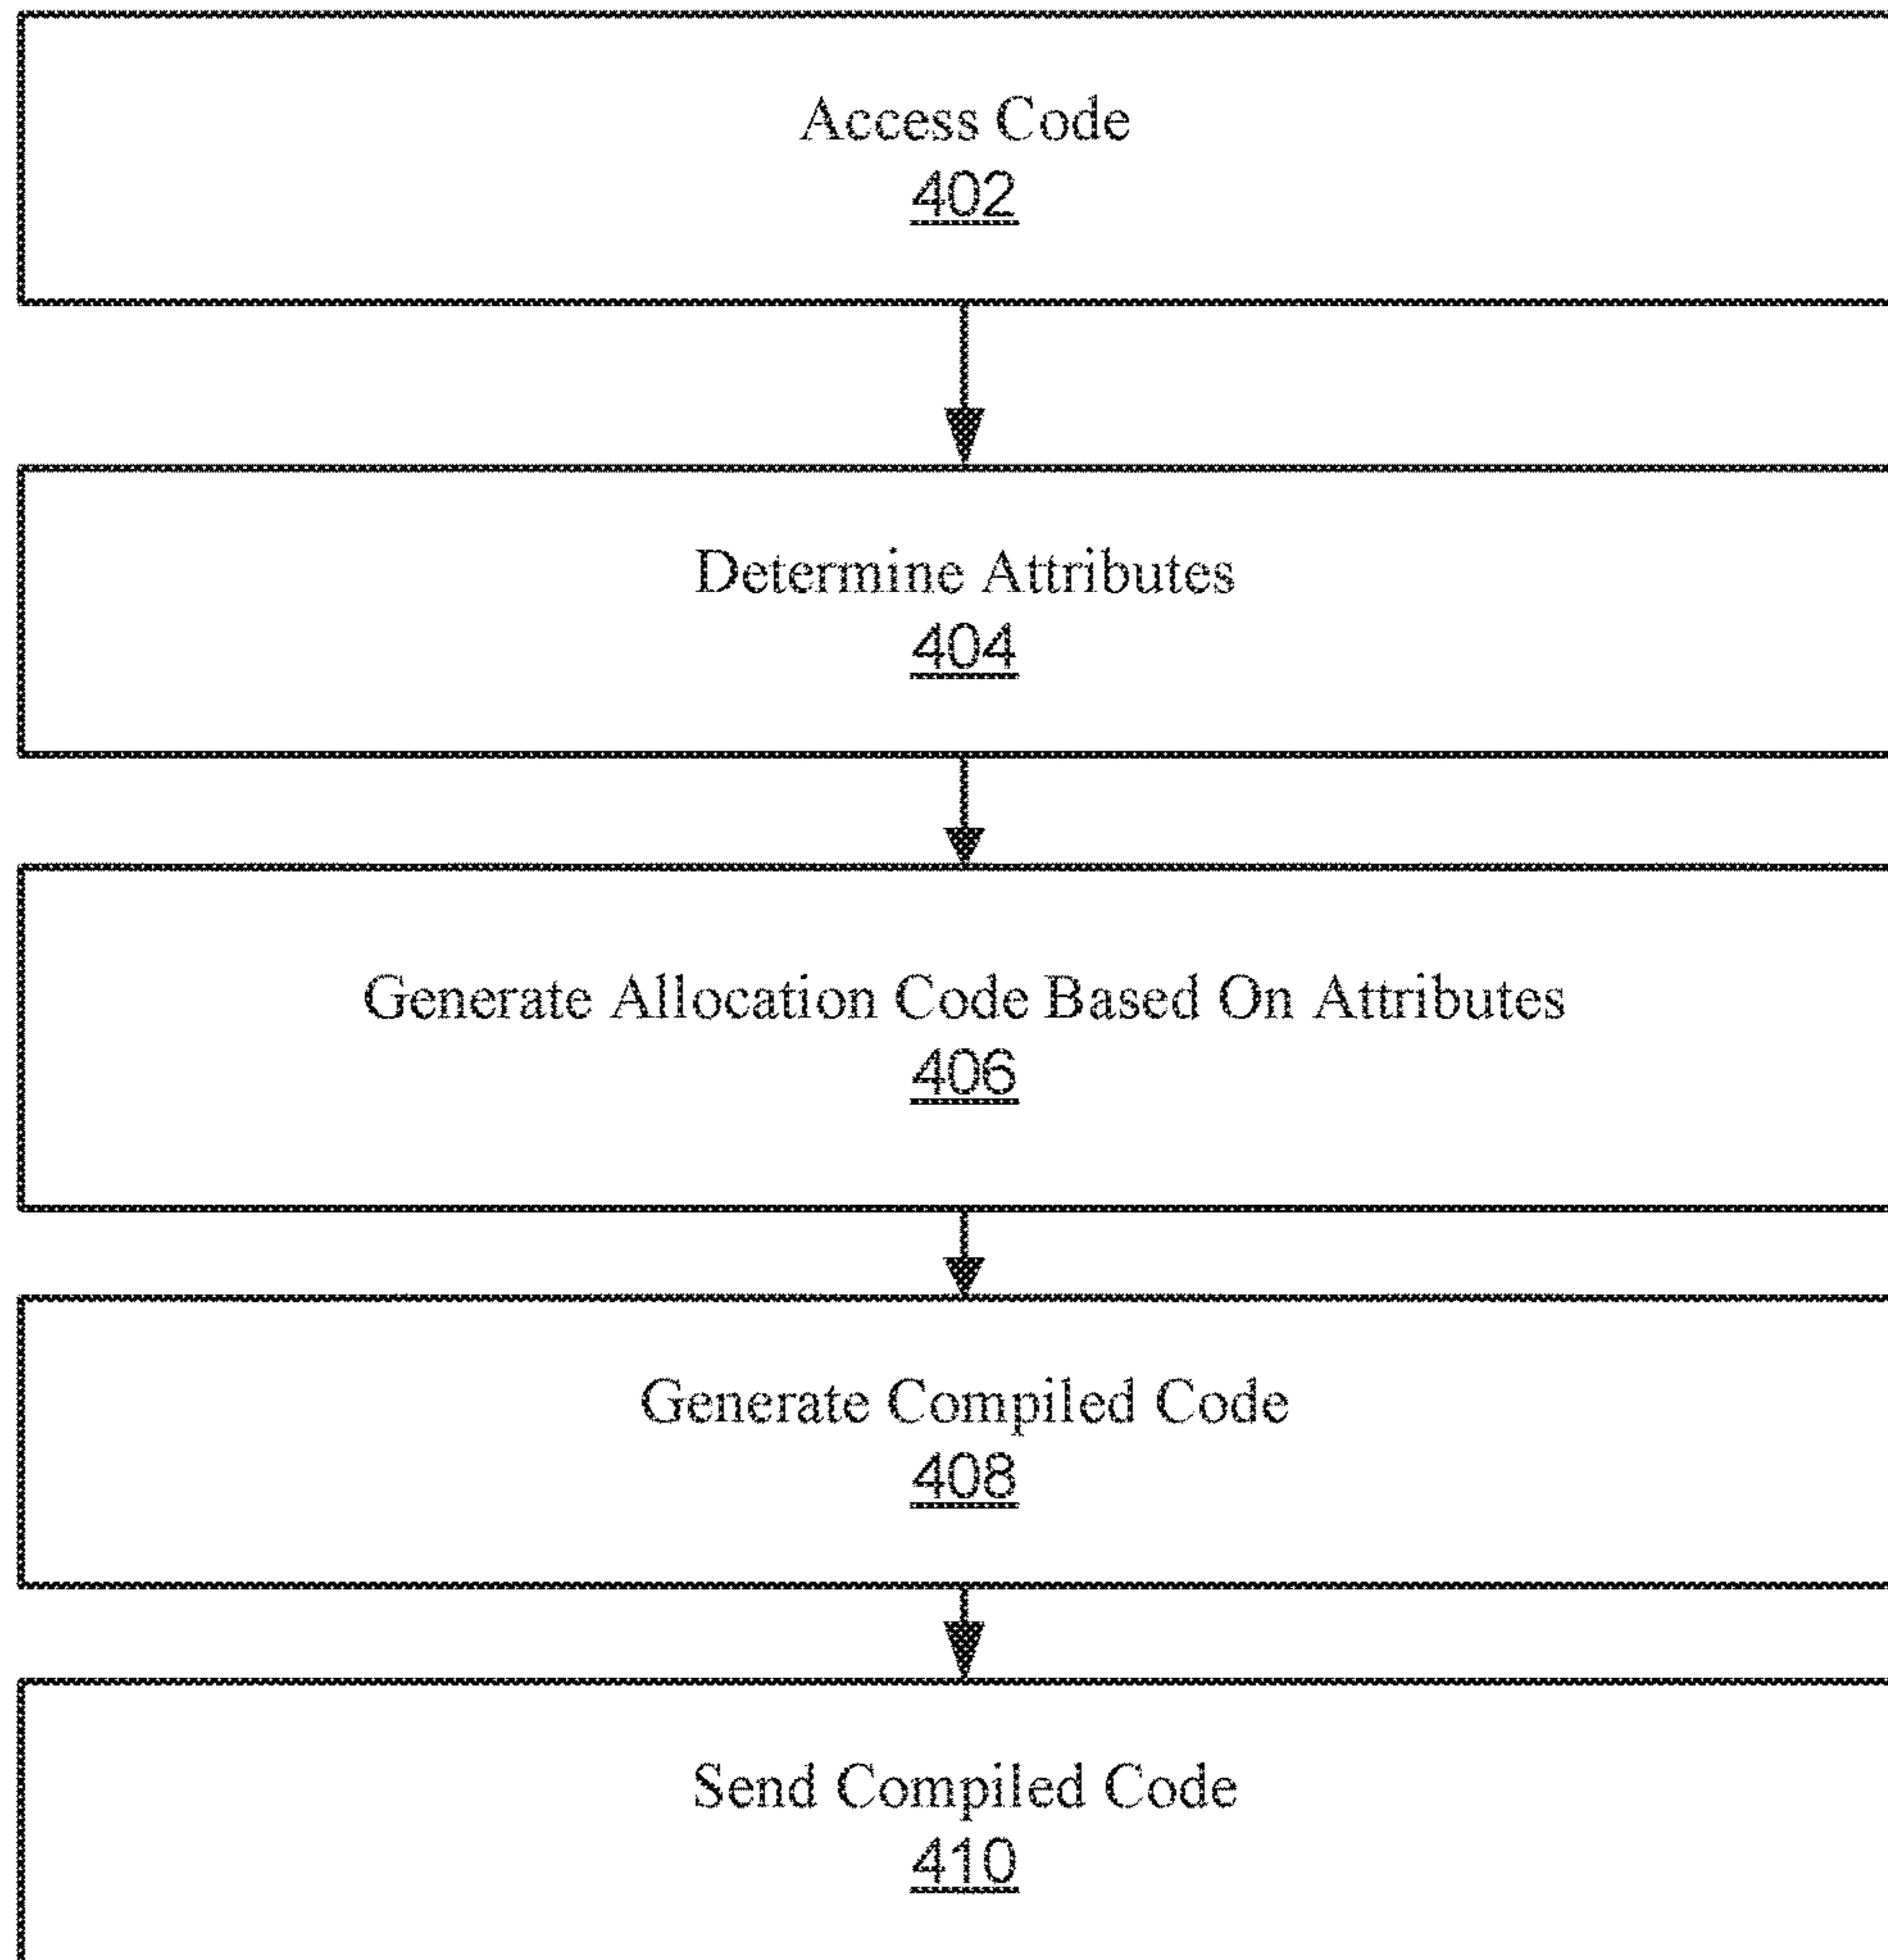 Access Code
402
Determine Attributes
404
Generate Allocation Code Based On Attributes
406
Generate Compiled Code
408
Send Compiled Code
410